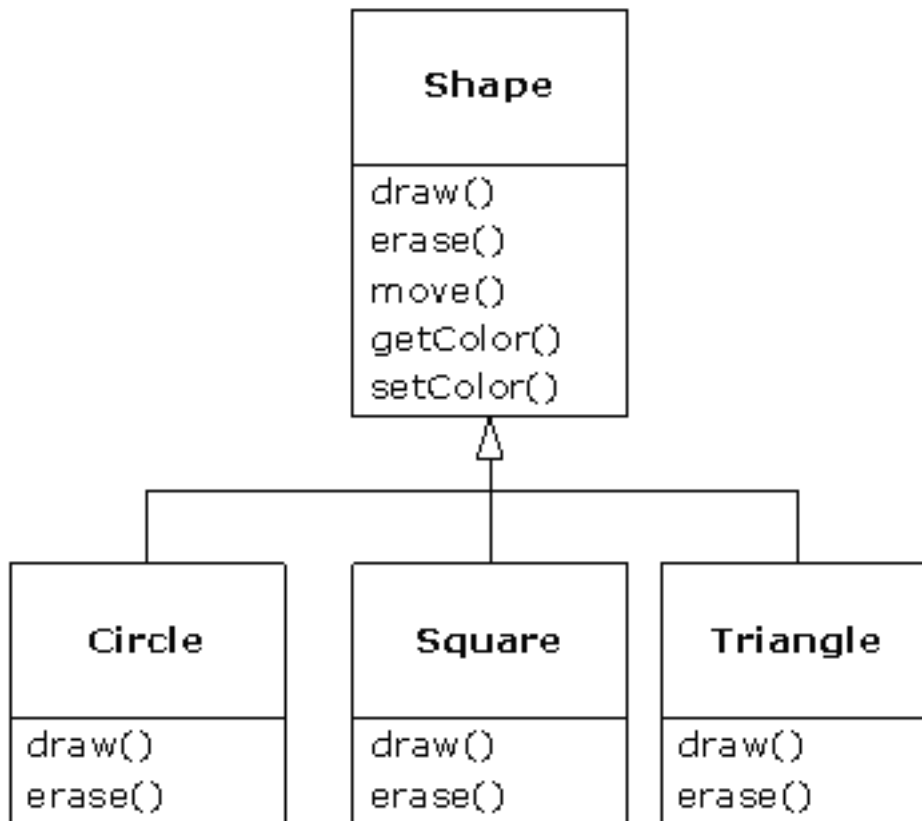 Shape
draw()
erase()
move()
getColor()
setColor()
Circle
draw()
erase()
Square
draw()
erase()
Triangle
draw()
erase()